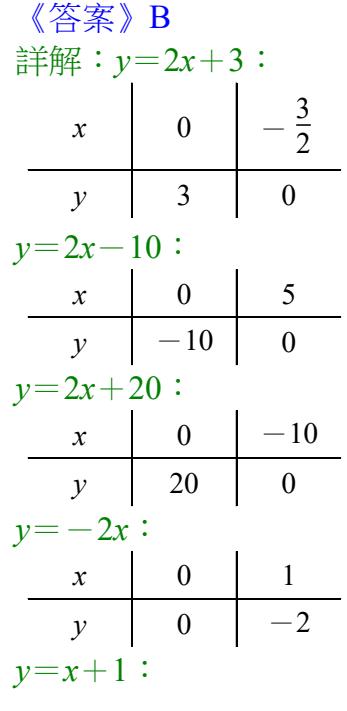 《答案》B
詳解：y＝2x＋3：
x 0 －3/2
y 3 0
y＝2x－10：
x 0 5
y －10 0
y＝2x＋20：
x 0 －10
y 20 0
y＝－2x：
x 0 1
y 0 －2
y＝x＋1：